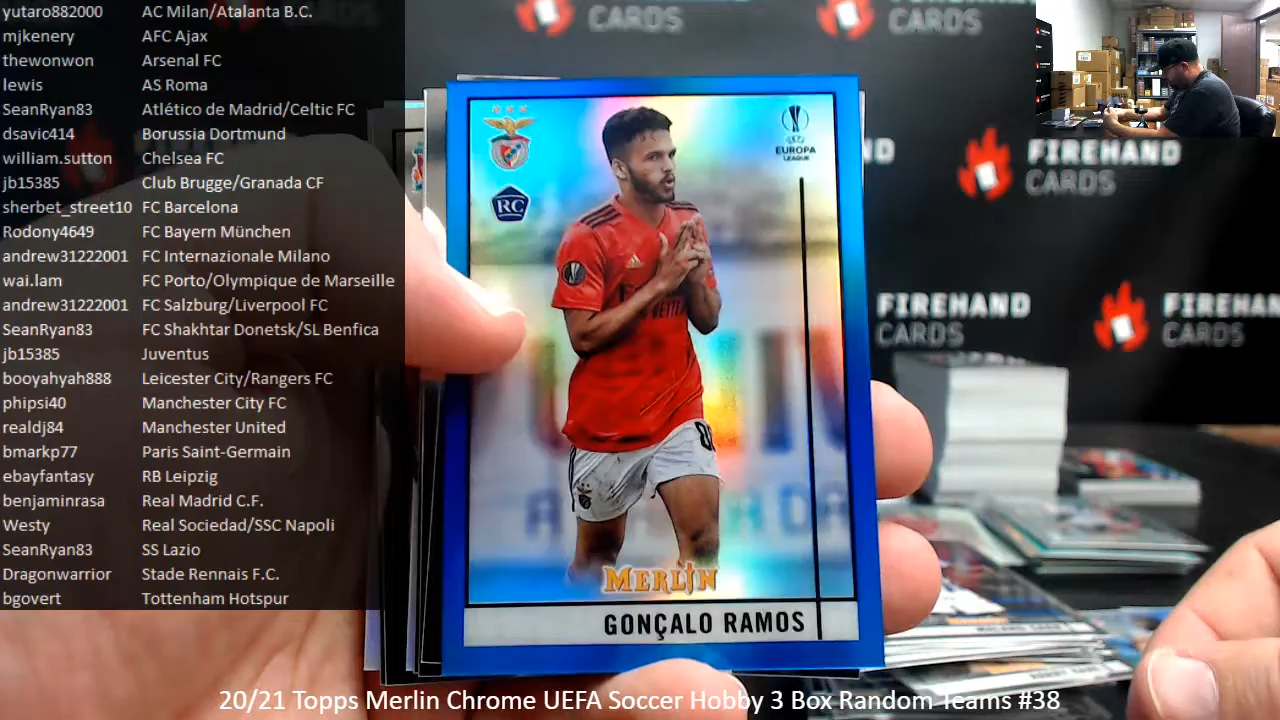 yutaro882000 AC Milan/Atalanta B.C.
mjkenery AFC Ajax
thewonwon Arsenal FC
lewis AS Roma
SeanRyan83 Atlético de Madrid/Celtic FC
dsavic414 Borussia Dortmund
william.sutton Chelsea FC
jb15385 Club Brugge/Granada CF
sherbet_street10 FC Barcelona
Rodony4649 FC Bayern München
andrew31222001 FC Internazionale Milano
wai.lam FC Porto/Olympique de Marseille
andrew31222001 FC Salzburg/Liverpool FC
SeanRyan83 FC Shakhtar Donetsk/SL Benfica
jb15385 Juventus
booyahyah888 Leicester City/Rangers FC
phipsi40 Manchester City FC
realdj84 Manchester United
bmarkp77 Paris Saint-Germain
ebayfantasy RB Leipzig
benjaminrasa Real Madrid C.F.
Westy Real Sociedad/SSC Napoli
SeanRyan83 SS Lazio
Dragonwarrior Stade Rennais F.C.
bgovert Tottenham Hotspur
CARDS
CARDS
EUROPA
LEAGUE
RC
MERLIN
GONÇALO RAMOS
FIREHAND
CARDS
FIREHAND
CARDS
FIREHAND
CARDS
20/21 Topps Merlin Chrome UEFA Soccer Hobby 3 Box Random Teams #38